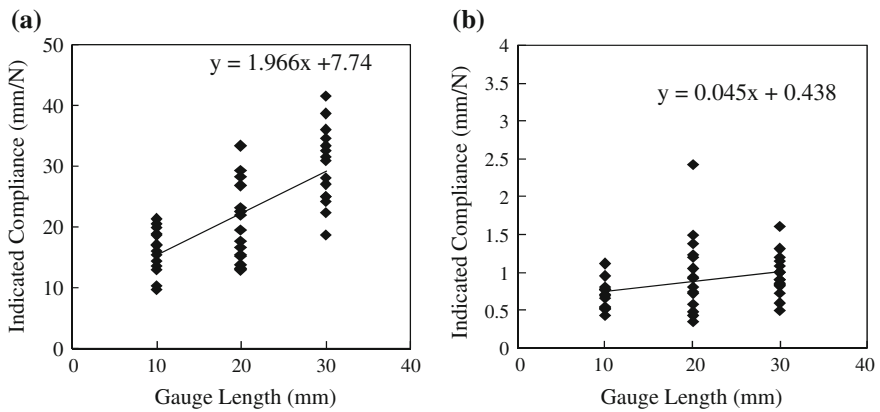 (a)
50
40
30
20
10
0
0 10 20 30 40
y = 1.966x +7.74
Indicated Compliance (mm/N)
Gauge Length (mm)
(b)
4
3.5
3
2.5
2
1.5
1
0.5
0
0 10 20 30 40
y = 0.045x + 0.438
Indicated Compliance (mm/N)
Gauge Length (mm)